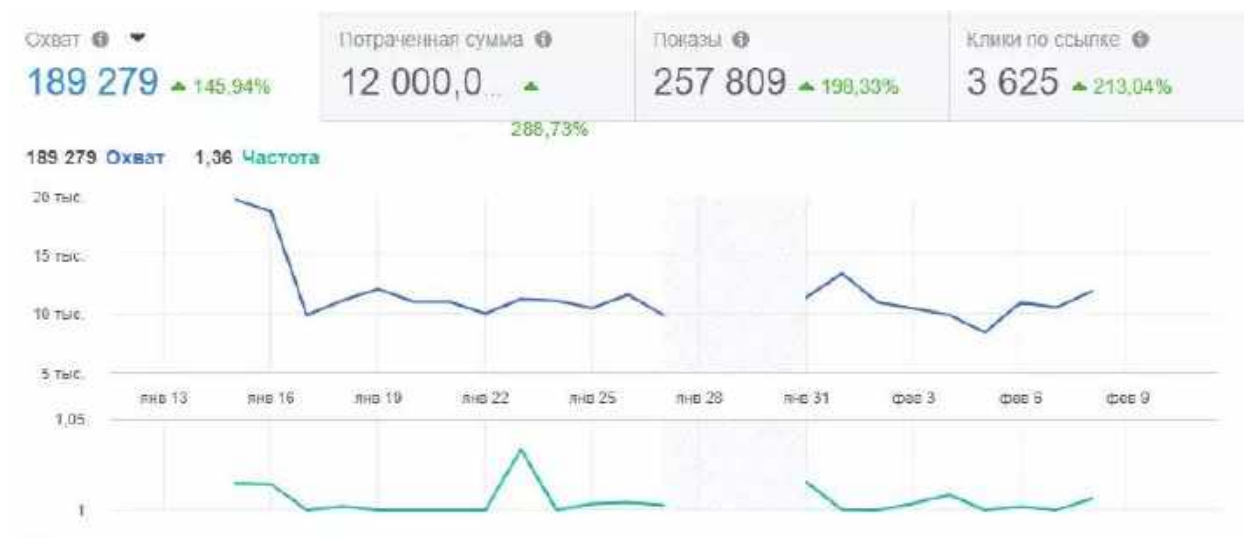 Охват Потраченная сумма Показы Клики по ссылке
189 279 145,94% 12 000,0... 257 809 198,33% 3 625 213,04%
288,73%
189 279 Охват 1,36 Частота
20 тыс.
15 тыс.
10 тыс.
5 тыс.
янв 13 янв 16 янв 19 янв 22 янв 25 янв 28 янв 31 фев 3 фев 6 фев 9
1,05
1